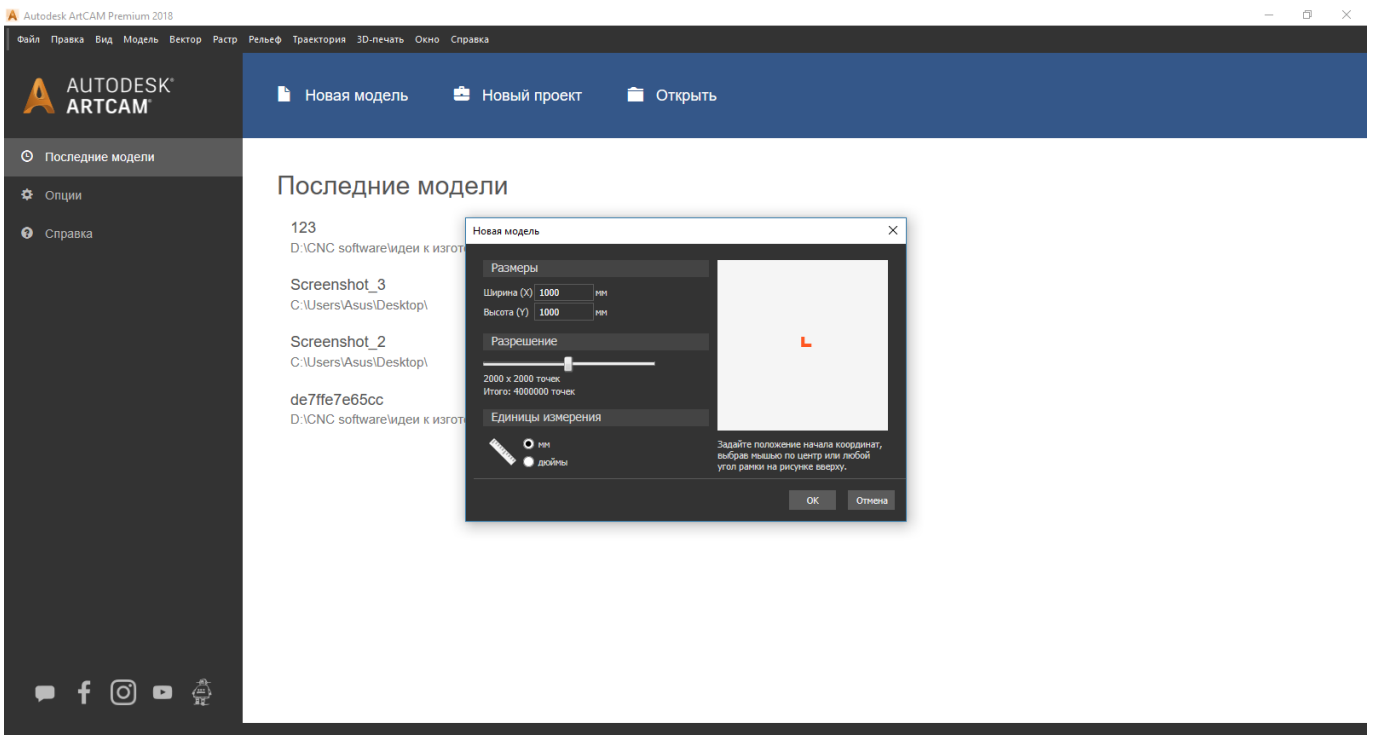 Autodesk ArtCAM Premium 2018
Файл Правка Вид Модель Вектор Растр Рельеф Траектория 3D-печать Окно Справка
AUTODESK®
ARTCAM®
Новая модель Новый проект Открыть
Последние модели
Опции
Справка
Последние модели
123
D:\CNC software\идеи к изгот
Screenshot_3
C:\Users\Asus\Desktop\
Screenshot_2
C:\Users\Asus\Desktop\
de7ffe7e65cc
D:\CNC software\идеи к изгот
Новая модель
Размеры
Ширина (X) 1000 мм
Высота (Y) 1000 мм
Разрешение
2000 x 2000 точек
Итого: 4000000 точек
Единицы измерения
мм
дюймы
Задайте положение начала координат,
выбрав мышью по центр или любой
угол рамки на рисунке вверху.
OK Отмена